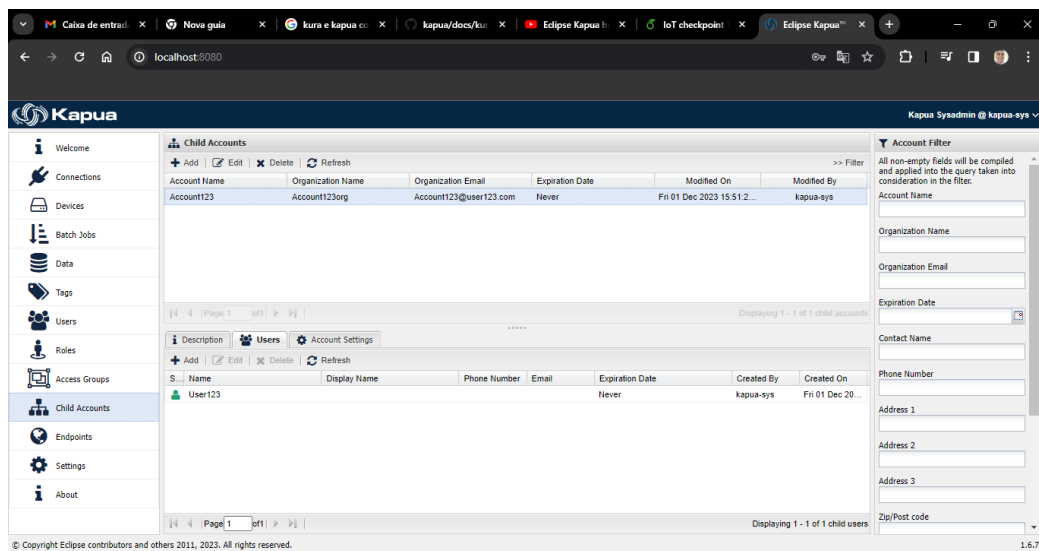 Caixa de entrad
Nova guia
kura e kapua co
kapua/docs/kur
Eclipse Kapua h
IoT checkpoint
Eclipse Kapua™
localhost:8080
Kapua
Kapua Sysadmin @ kapua-sys
Welcome
Connections
Devices
Batch Jobs
Data
Tags
Users
Roles
Access Groups
Child Accounts
Endpoints
Settings
About
Child Accounts
Add Edit Delete Refresh >> Filter
Account Name Organization Name Organization Email Expiration Date Modified On Modified By
Account123 Account123org Account123@user123.com Never Fri 01 Dec 2023 15:51:2... kapua-sys
Page 1 of1 Displaying 1 - 1 of 1 child accounts
Description Users Account Settings
Add Edit Delete Refresh
S... Name Display Name Phone Number Email Expiration Date Created By Created On
User123 Never kapua-sys Fri 01 Dec 20...
Page 1 of1 Displaying 1 - 1 of 1 child users
Account Filter
All non-empty fields will be compiled
and applied into the query taken into
consideration in the filter.
Account Name
Organization Name
Organization Email
Expiration Date
Contact Name
Phone Number
Address 1
Address 2
Address 3
Zip/Post code
© Copyright Eclipse contributors and others 2011, 2023. All rights reserved. 1.6.7